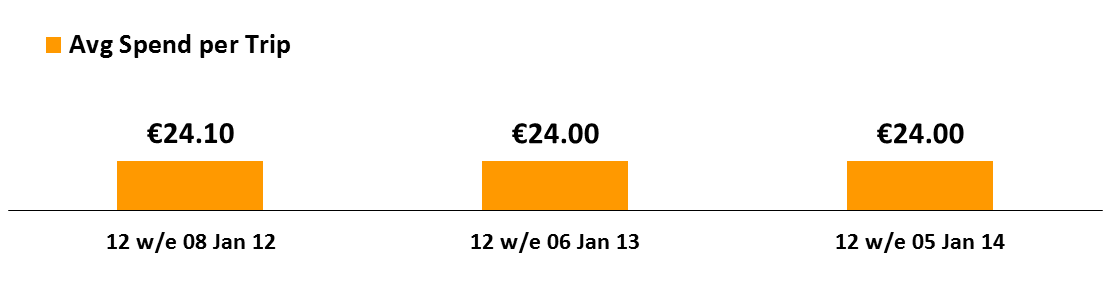 Avg Spend per Trip
€24.10 €24.00 €24.00
12 w/e 08 Jan 12 12 w/e 06 Jan 13 12 w/e 05 Jan 14